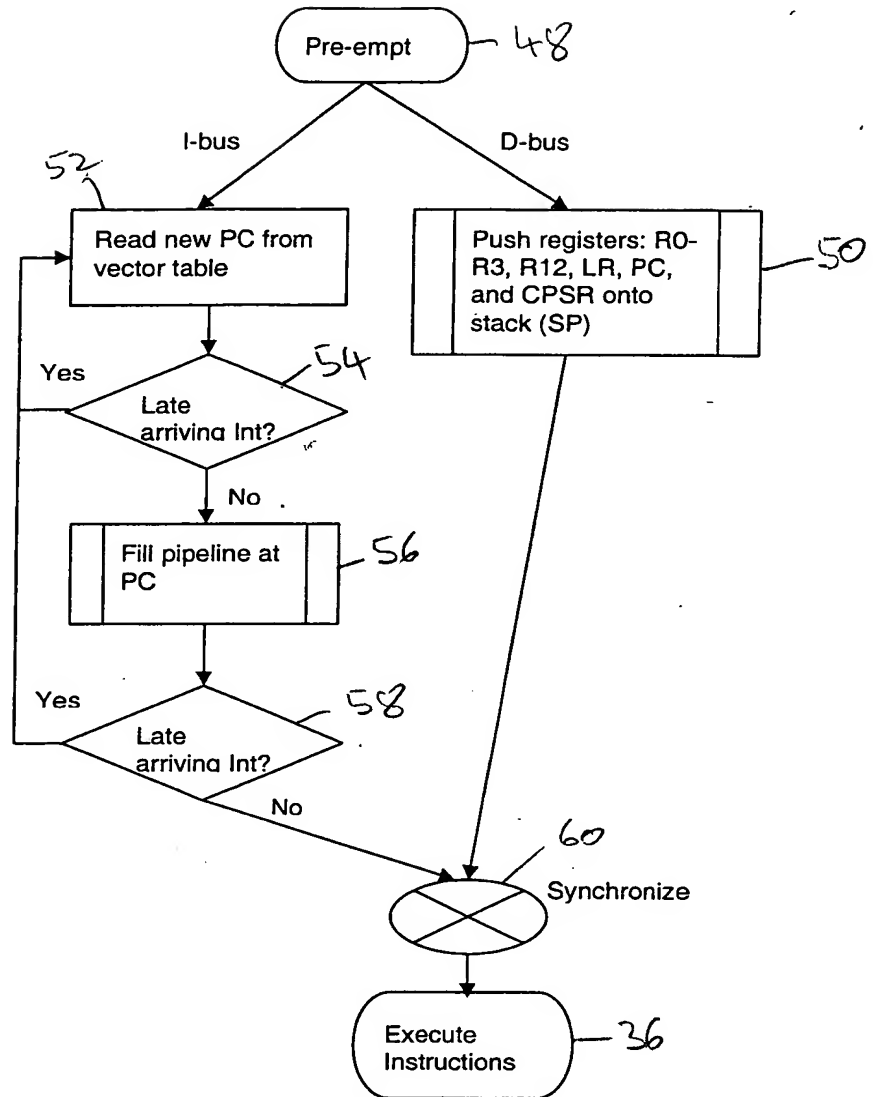 Pre-empt
48
I-bus
D-bus
52
Read new PC from
vector table
Push registers: R0-
R3, R12, LR, PC,
and CPSR onto
stack (SP)
50
Yes
54
Late
arriving Int?
No
Fill pipeline at
PC
56
Yes
58
Late
arriving Int?
No
60
Synchronize
Execute
Instructions
36